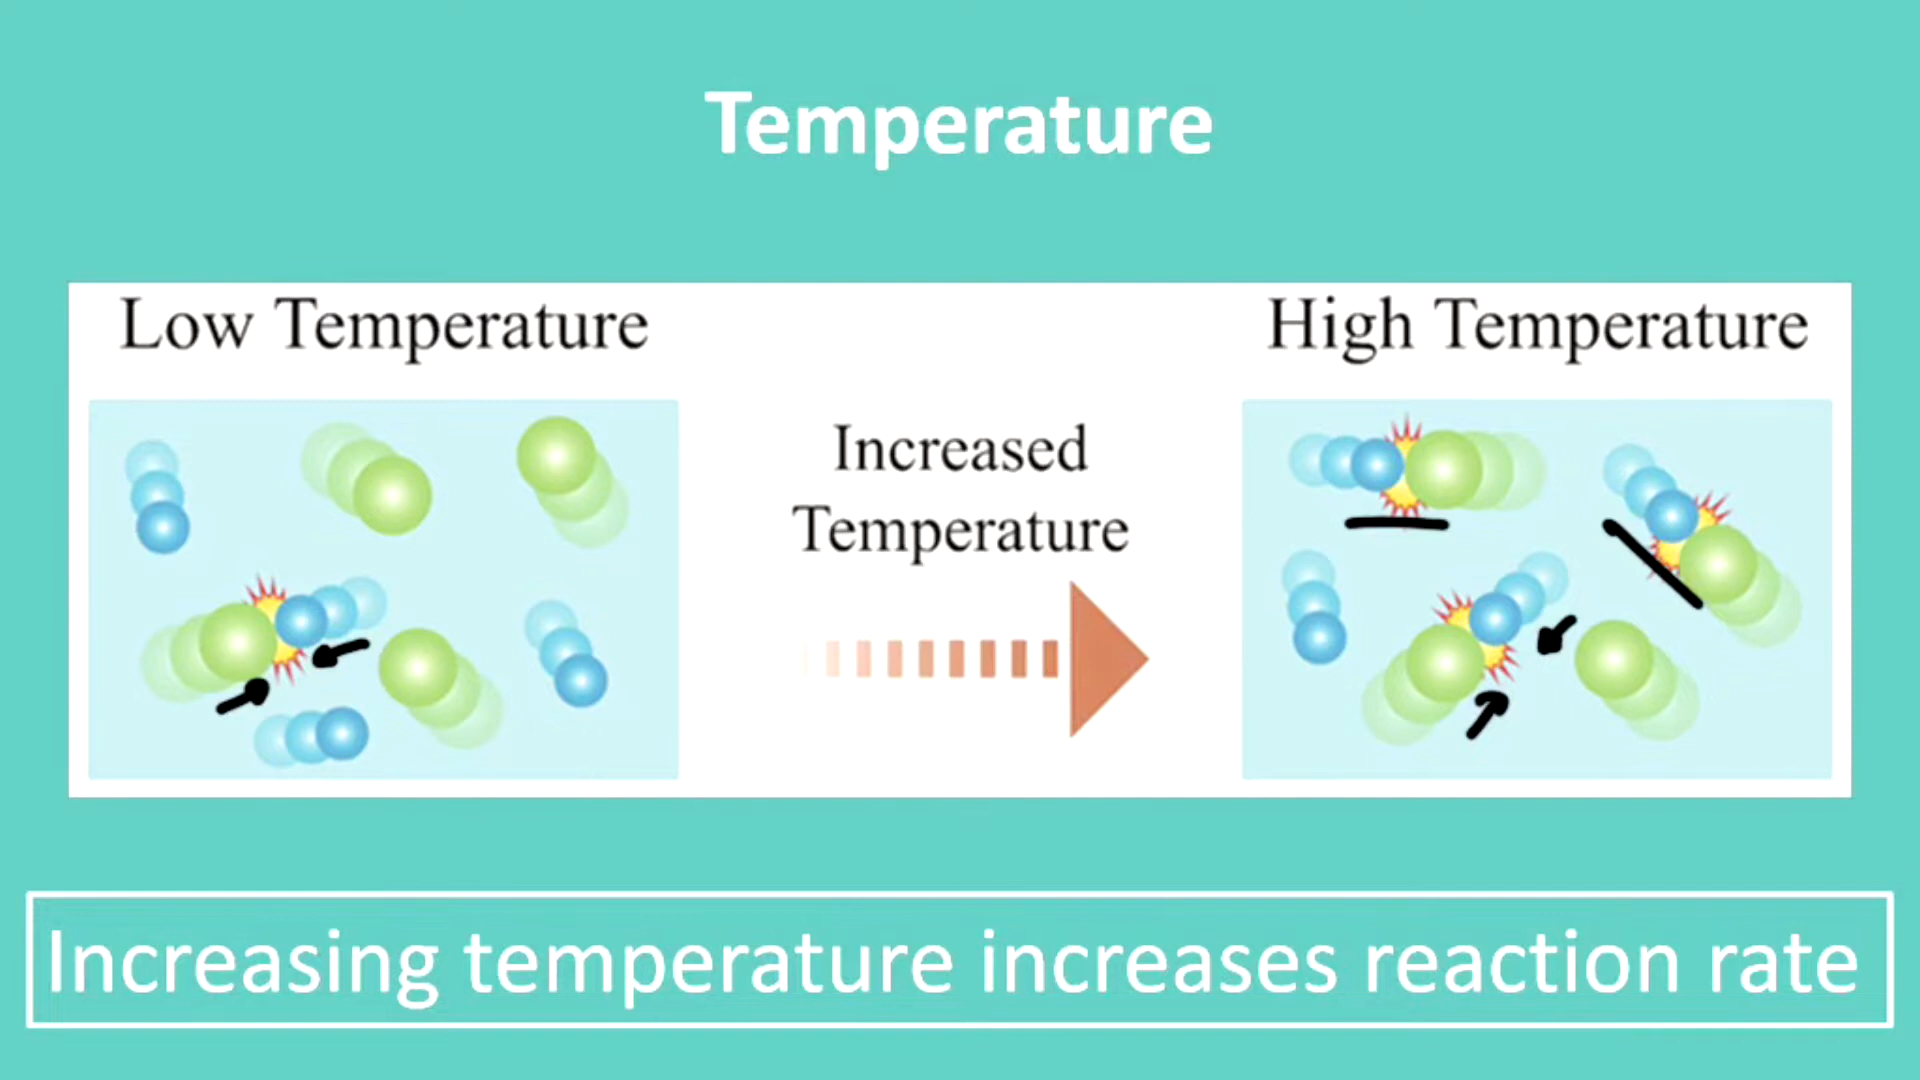 Temperature
Low Temperature
High Temperature
Increased
Temperature
Increasing temperature increases reaction rate